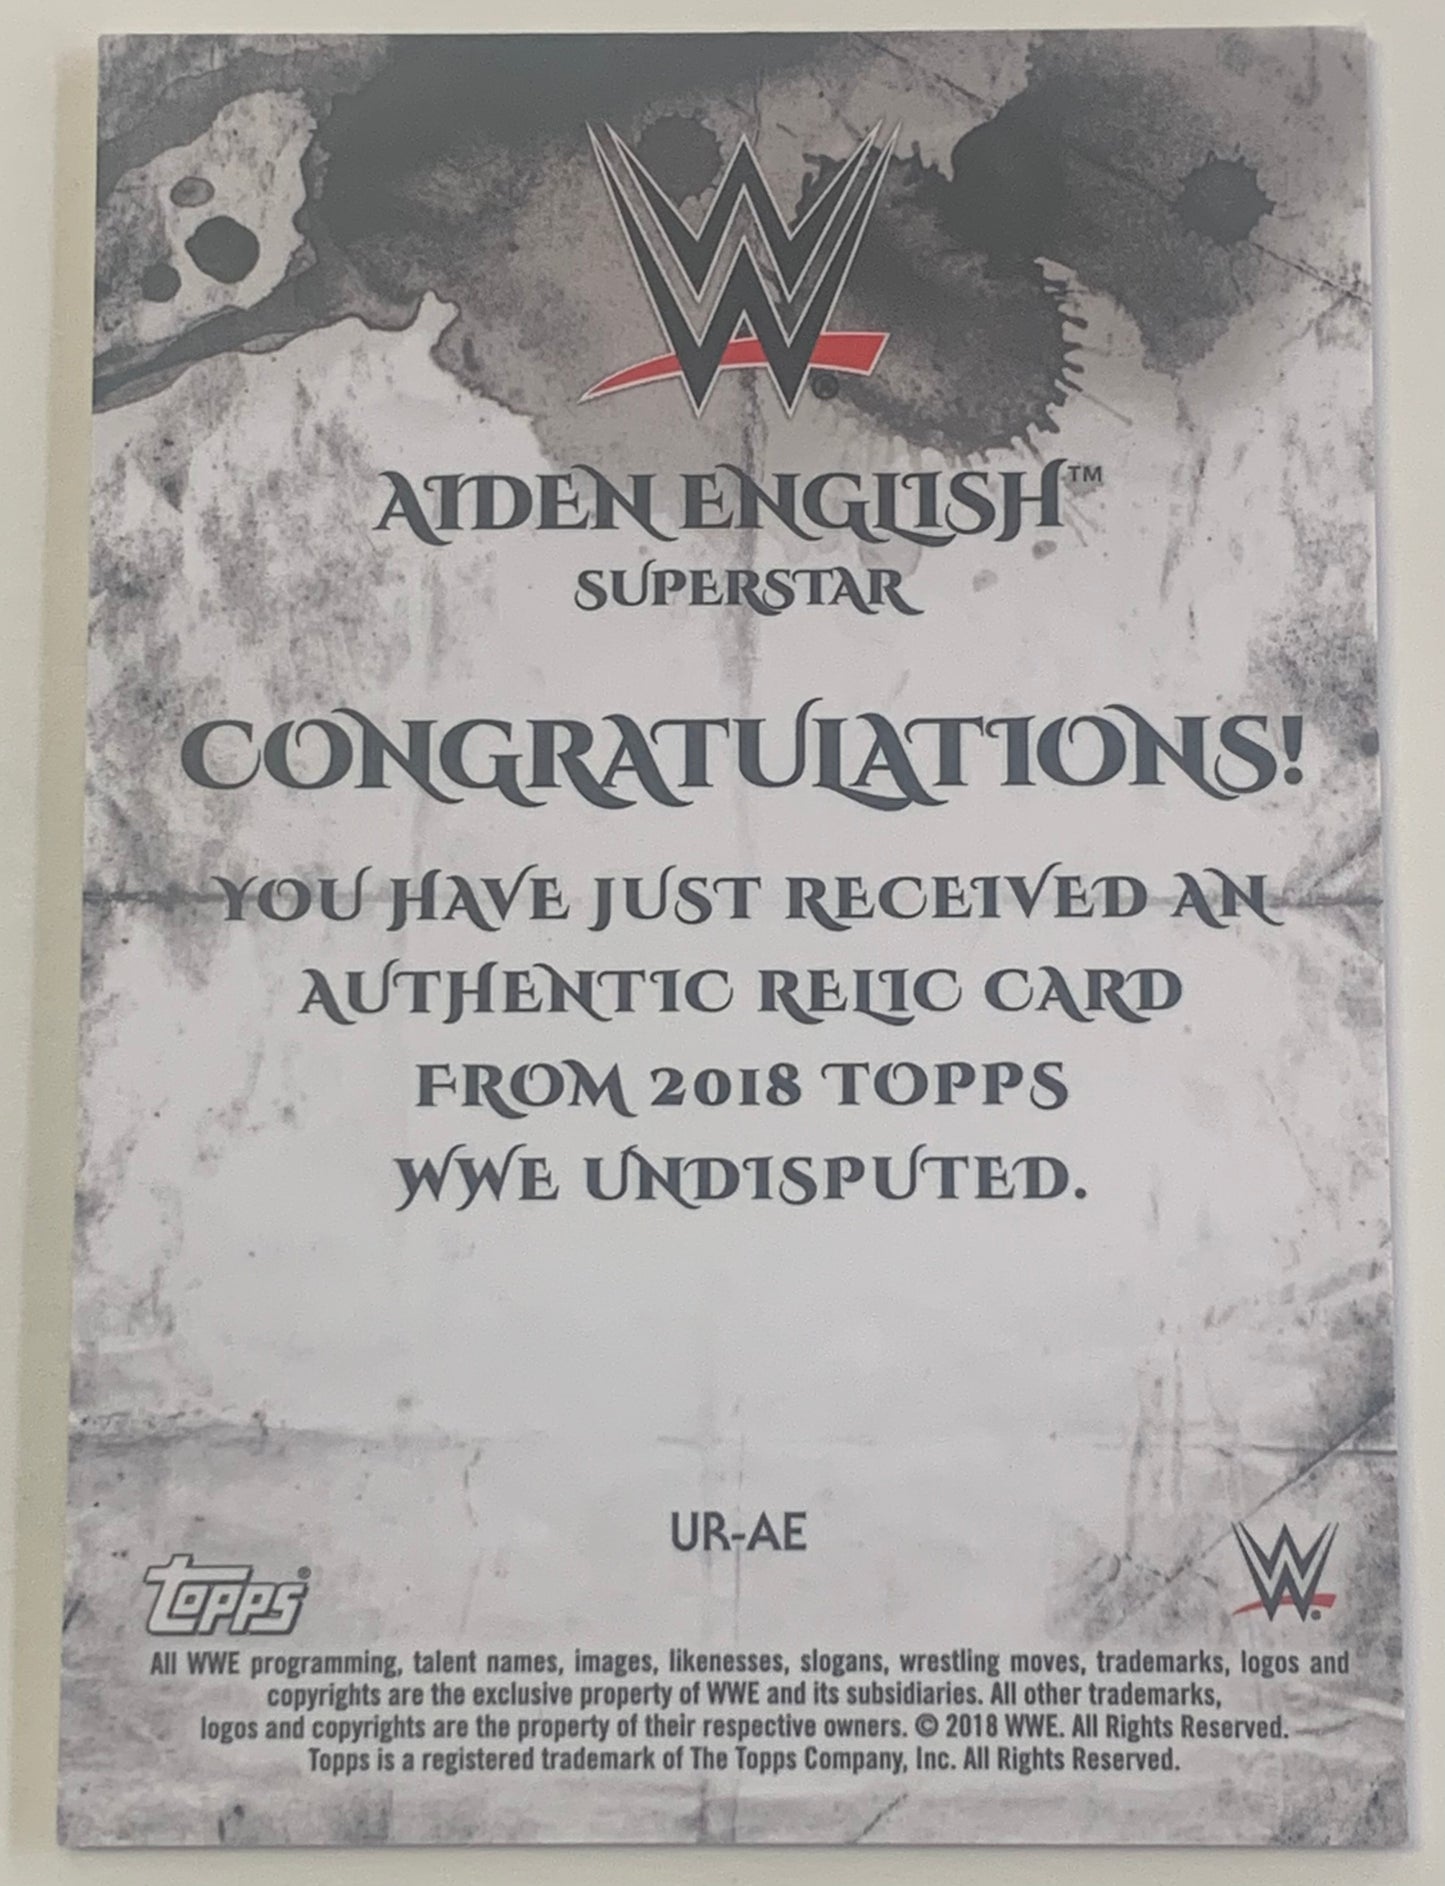 W
AIDEN ENGLISH™
SUPERSTAR
CONGRATULATIONS!
YOU HAVE JUST RECEIVED AN
AUTHENTIC RELIC CARD
FROM 2018 TOPPS
WWE UNDISPUTED.
UR-AE
topps®
W®
All WWE programming, talent names, images, likenesses, slogans, wrestling moves, trademarks, logos and
copyrights are the exclusive property of WWE and its subsidiaries. All other trademarks,
logos and copyrights are the property of their respective owners. © 2018 WWE. All Rights Reserved.
Topps is a registered trademark of The Topps Company, Inc. All Rights Reserved.